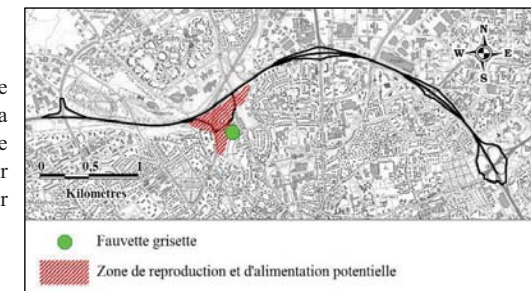 e
a
e
r
r
N
W E
S
0 0.5 1
Kilomètres
Fauvette grisette
Zone de reproduction et d'alimentation potentielle